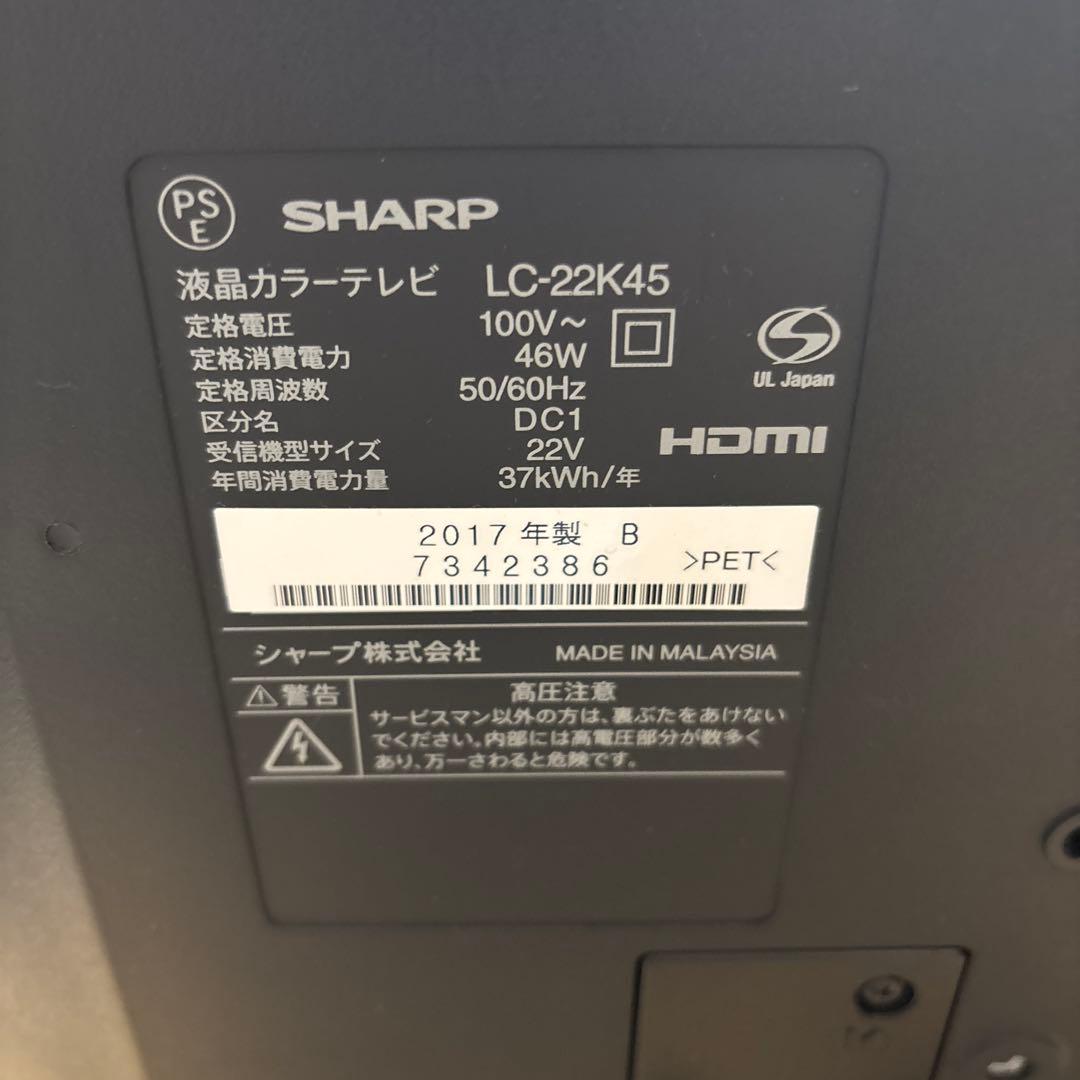 PSE SHARP
液晶カラーテレビ LC-22K45
定格電圧 100V～
定格消費電力 46W
定格周波数 50/60Hz
区分名 DC1
受信機型サイズ 22V
年間消費電力量 37kWh/年
UL Japan
HDMI
2017年製 B
7342386 >PET<
シャープ株式会社 MADE IN MALAYSIA
警告 高圧注意
サービスマン以外の方は、裏ぶたをあけない
でください。内部には高電圧部分が数多く
あり、万一さわると危険です。